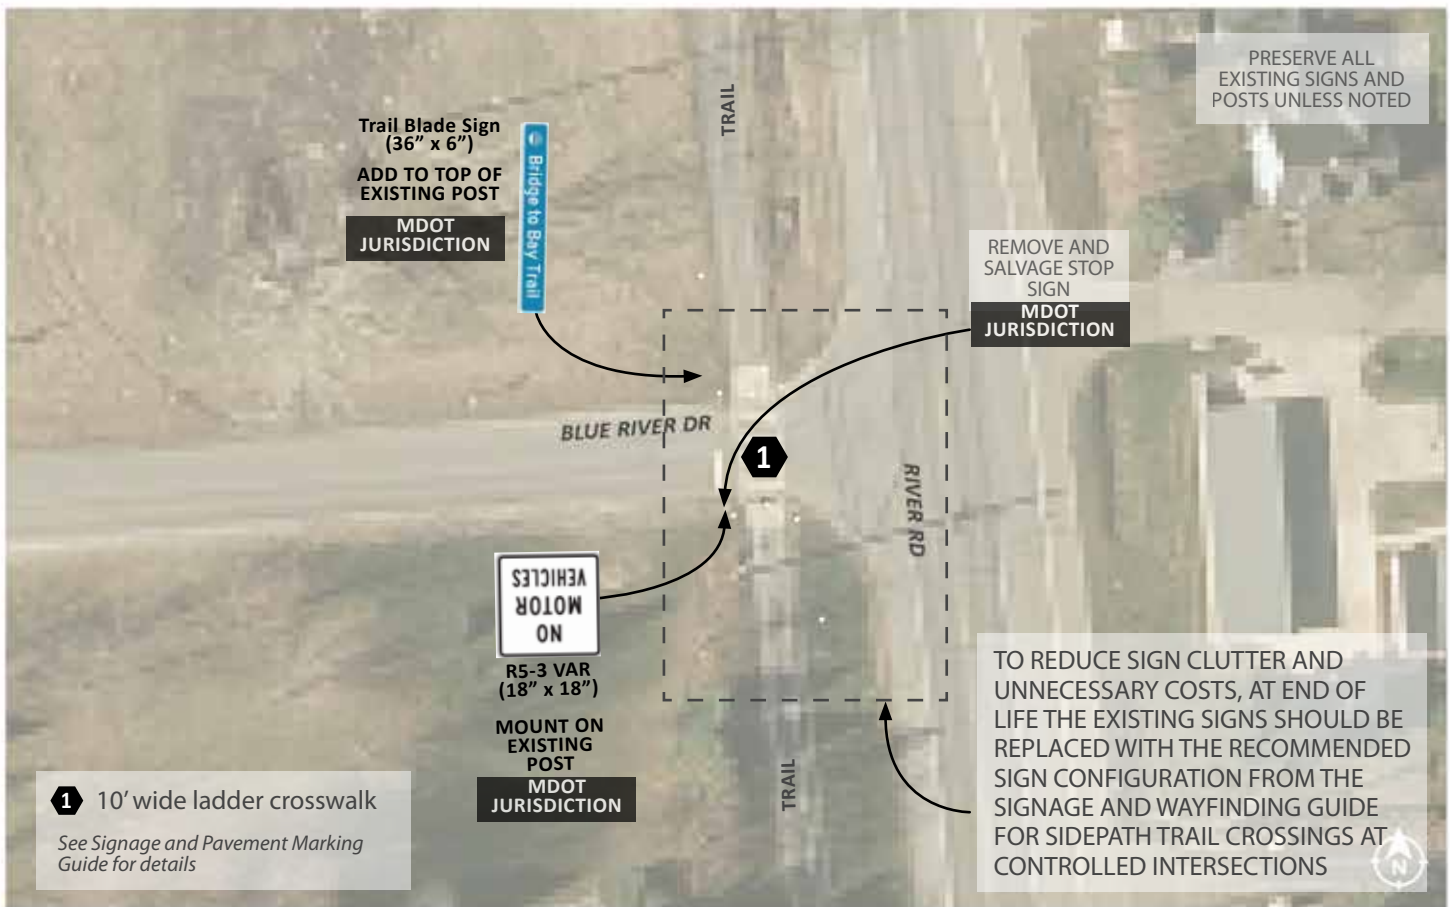 PRESERVE ALL
EXISTING SIGNS AND
POSTS UNLESS NOTED
TRAIL
Trail Blade Sign
(36” x 6”)
ADD TO TOP OF
EXISTING POST
MDOT
JURISDICTION
Bridge to Bay Trail
REMOVE AND
SALVAGE STOP
SIGN
MDOT
JURISDICTION
BLUE RIVER DR
1
RIVER RD
NO
MOTOR
VEHICLES
R5-3 VAR
(18” x 18”)
MOUNT ON
EXISTING
POST
MDOT
JURISDICTION
TRAIL
TO REDUCE SIGN CLUTTER AND
UNNECESSARY COSTS, AT END OF
LIFE THE EXISTING SIGNS SHOULD BE
REPLACED WITH THE RECOMMENDED
SIGN CONFIGURATION FROM THE
SIGNAGE AND WAYFINDING GUIDE
FOR SIDEPATH TRAIL CROSSINGS AT
CONTROLLED INTERSECTIONS
N
1 10’ wide ladder crosswalk
See Signage and Pavement Marking
Guide for details